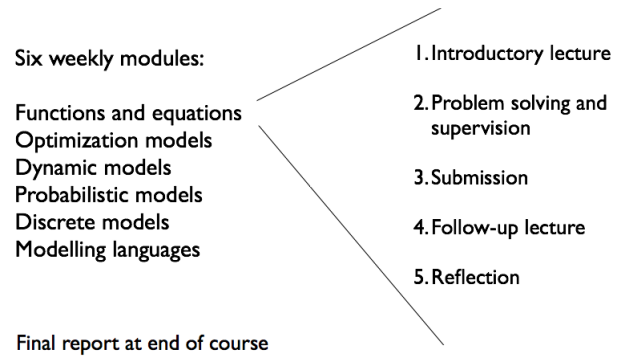 Six weekly modules:
Functions and equations
Optimization models
Dynamic models
Probabilistic models
Discrete models
Modelling languages
Final report at end of course
1. Introductory lecture
2. Problem solving and
supervision
3. Submission
4. Follow-up lecture
5. Reflection